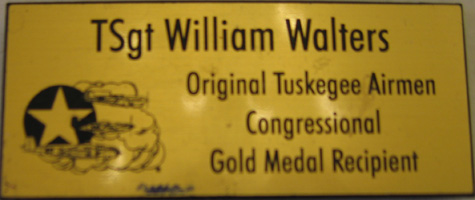 TSgt William Walters
Original Tuskegee Airmen
Congressional
Gold Medal Recipient